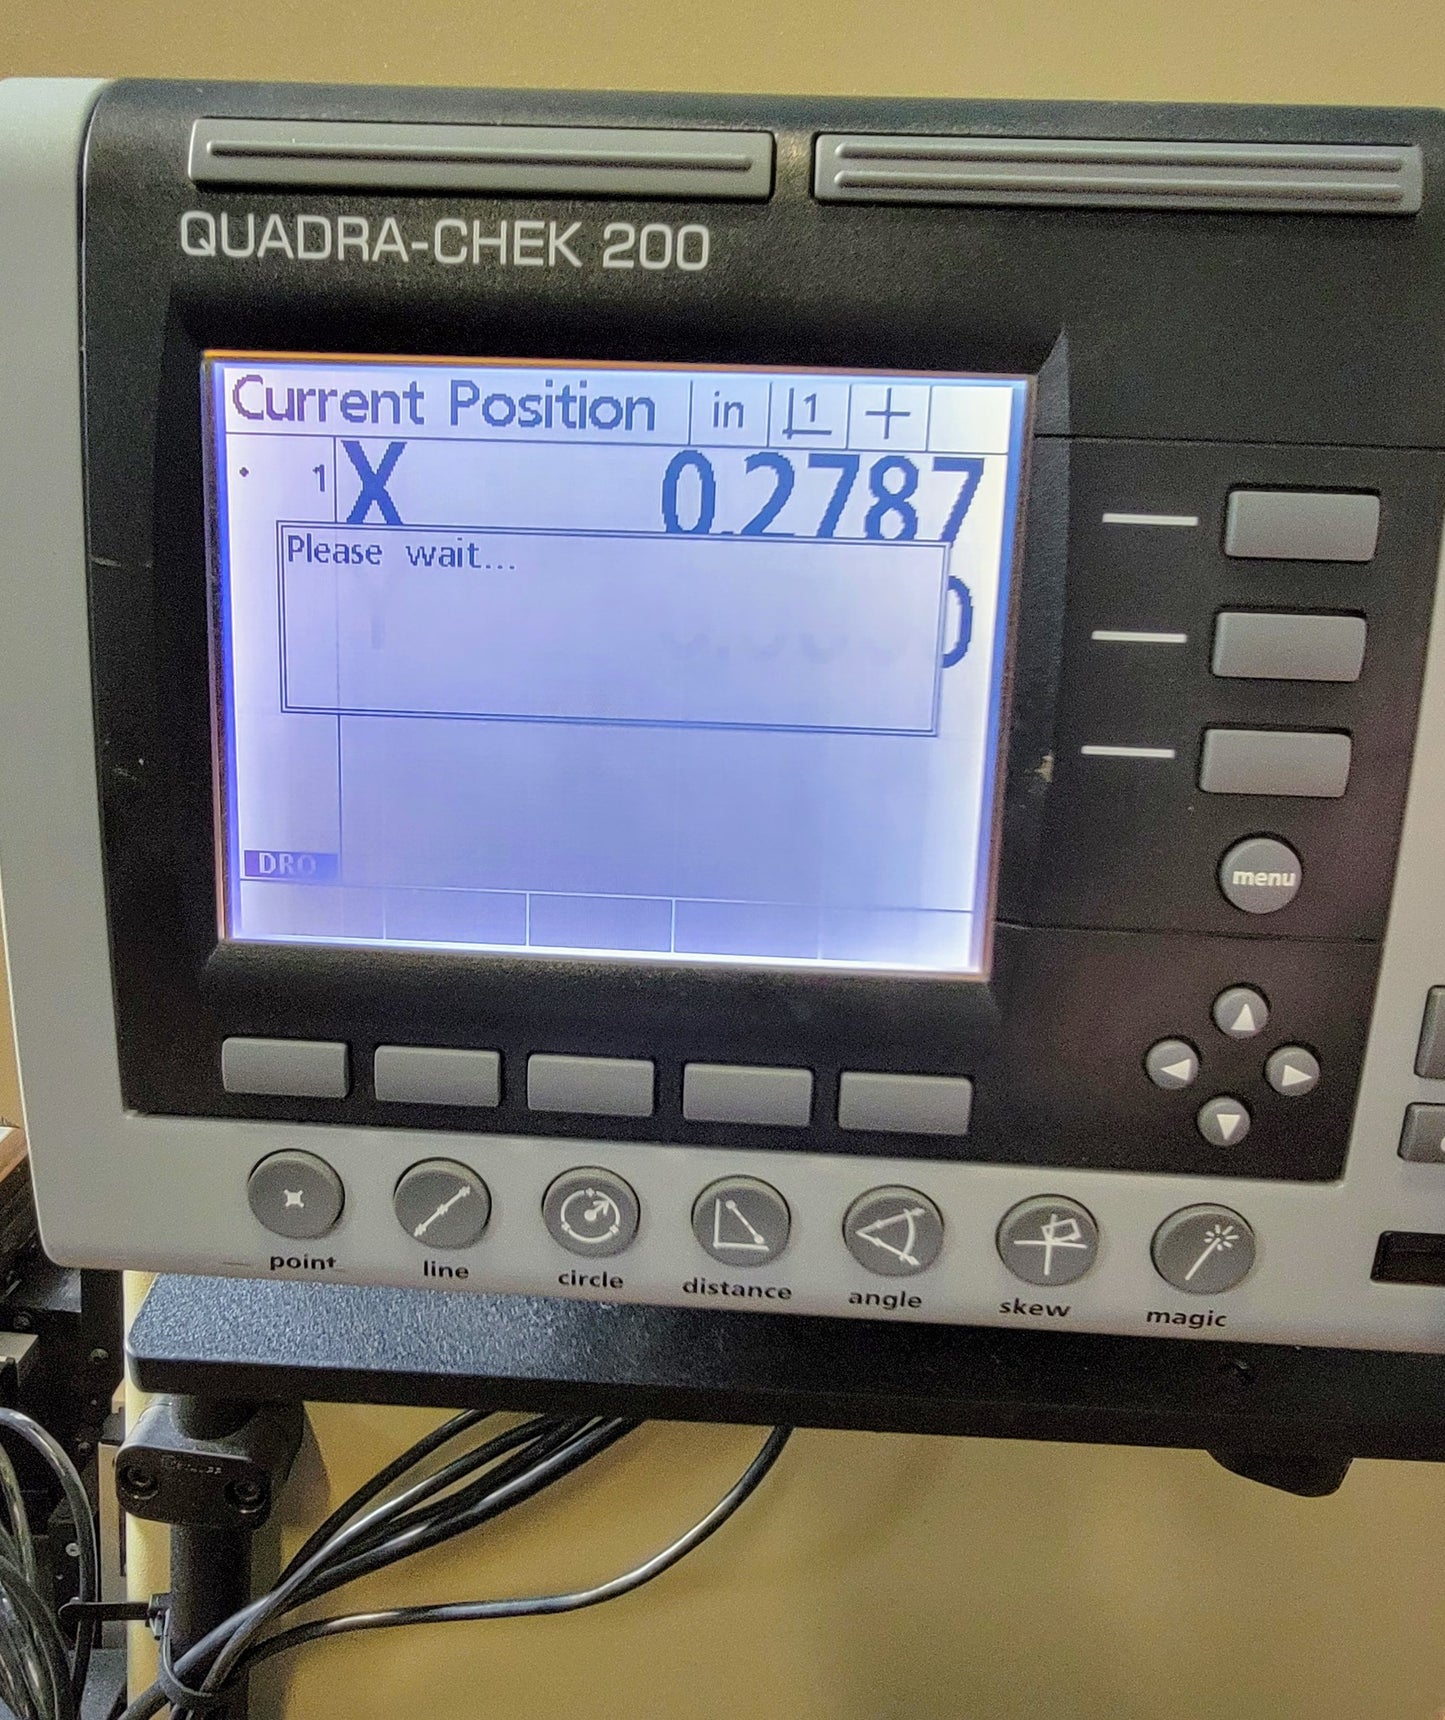 QUADRA-CHEK 200
Current Position in 1
1 X 0.2787
Please wait...
0
DRO
menu
point line circle distance angle skew magic